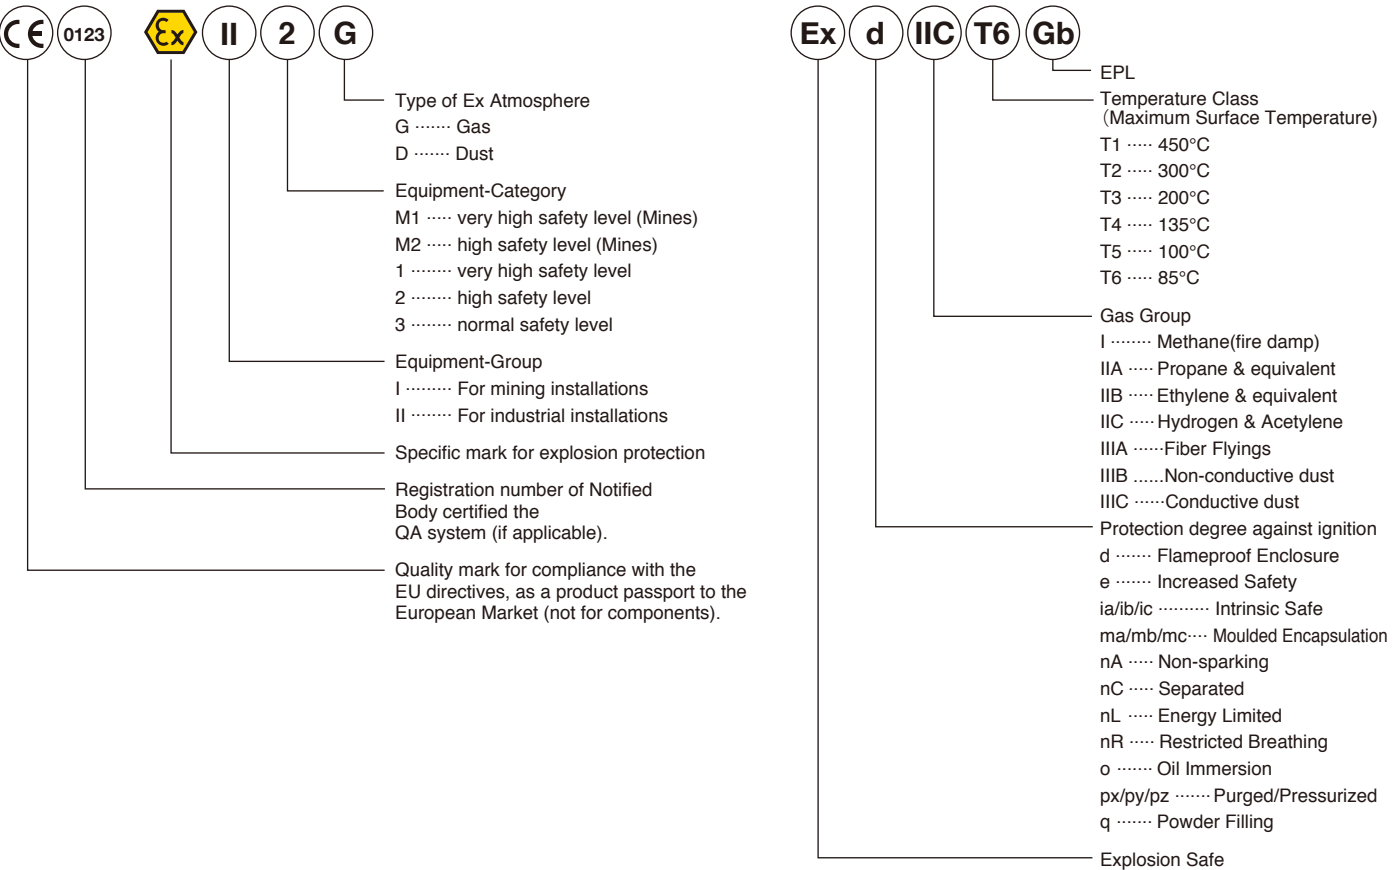 CE 0123 Ex II 2 G
Type of Ex Atmosphere
G ······· Gas
D ······· Dust
Equipment-Category
M1 ····· very high safety level (Mines)
M2 ····· high safety level (Mines)
1 ········ very high safety level
2 ········ high safety level
3 ········ normal safety level
Equipment-Group
I ········· For mining installations
II ········ For industrial installations
Specific mark for explosion protection
Registration number of Notified
Body certified the
QA system (if applicable).
Quality mark for compliance with the
EU directives, as a product passport to the
European Market (not for components).
Ex d IIC T6 Gb
EPL
Temperature Class
(Maximum Surface Temperature)
T1 ····· 450°C
T2 ····· 300°C
T3 ····· 200°C
T4 ····· 135°C
T5 ····· 100°C
T6 ····· 85°C
Gas Group
I ········ Methane(fire damp)
IIA ····· Propane & equivalent
IIB ····· Ethylene & equivalent
IIC ····· Hydrogen & Acetylene
IIIA ······Fiber Flyings
IIIB ......Non-conductive dust
IIIC ······Conductive dust
Protection degree against ignition
d ······· Flameproof Enclosure
e ······· Increased Safety
ia/ib/ic ·········· Intrinsic Safe
ma/mb/mc···· Moulded Encapsulation
nA ····· Non-sparking
nC ····· Separated
nL ····· Energy Limited
nR ····· Restricted Breathing
o ······· Oil Immersion
px/py/pz ······· Purged/Pressurized
q ······· Powder Filling
Explosion Safe